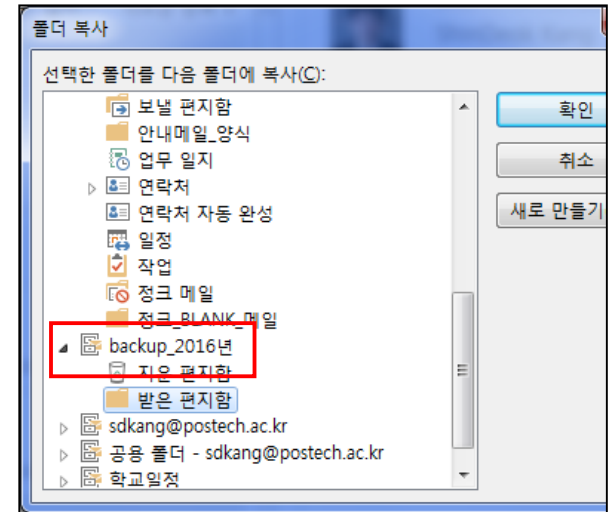 폴더 복사
선택한 폴더를 다음 폴더에 복사(C):
보낼 편지함
안내메일_양식
업무 일지
연락처
연락처 자동 완성
일정
작업
정크 메일
정크_BLANK_메일
backup_2016년
지운 편지함
받은 편지함
sdkang@postech.ac.kr
공용 폴더 - sdkang@postech.ac.kr
학교일정
확인
취소
새로 만들기